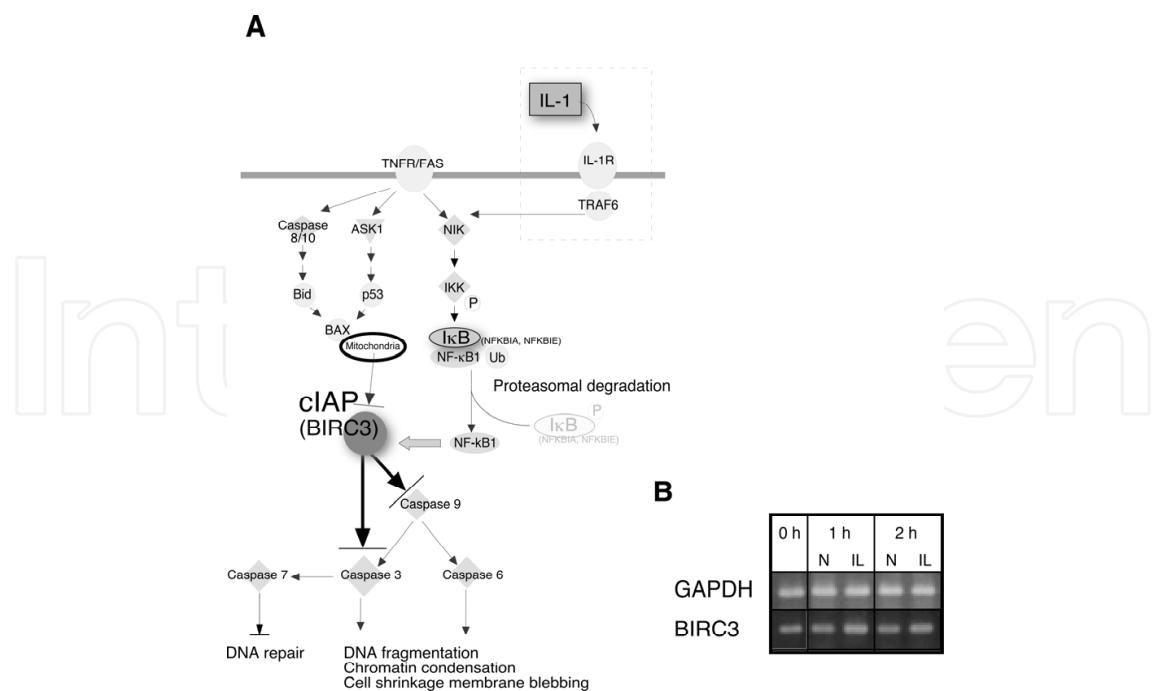 A
IL-1
TNFR/FAS
IL-1R
TRAF6
Caspase
8/10
ASK1
NIK
Bid
p53
IKK
P
BAX
Mitochondria
IκB
(NFKBIA, NFKBIE)
NF-κB1
Ub
Proteasomal degradation
cIAP
(BIRC3)
P
IκB
(NFKBIA, NFKBIE)
NF-kB1
Caspase 9
Caspase 7
Caspase 3
Caspase 6
DNA repair
DNA fragmentation
Chromatin condensation
Cell shrinkage membrane blebbing
B
0 h
1 h
2 h
N
IL
N
IL
GAPDH
BIRC3
Int
en